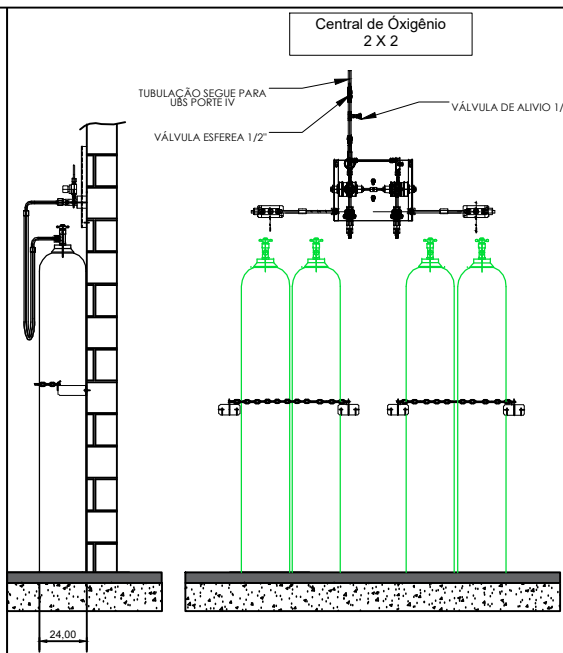 Central de Óxigênio
2 X 2
TUBULAÇÃO SEGUE PARA
UBS PORTE IV
VÁLVULA DE ALIVIO 1/
VÁLVULA ESFEREA 1/2"
24,00